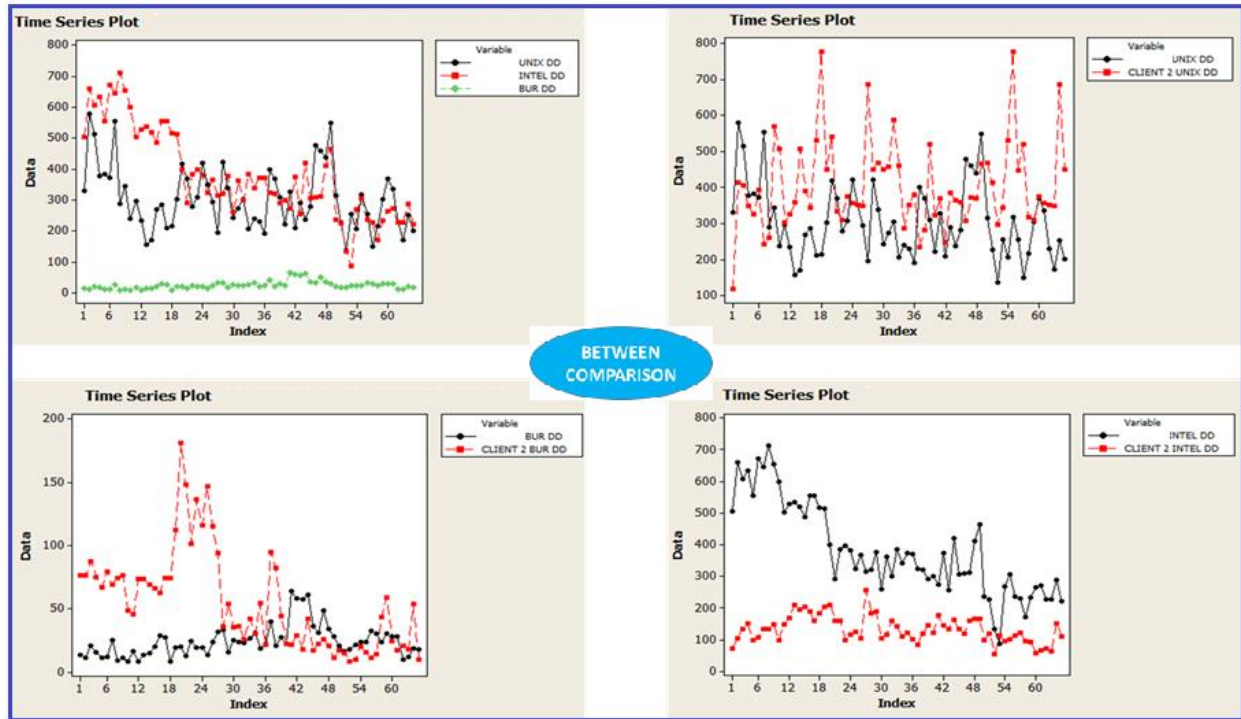 Time Series Plot
800
700
600
500
400
300
200
100
0
Data
1 6 12 18 24 30 36 42 48 54 60
Index
Variable
UNIX DD
INTEL DD
BUR DD
Time Series Plot
800
700
600
500
400
300
200
100
Data
1 6 12 18 24 30 36 42 48 54 60
Index
Variable
UNIX DD
CLIENT 2 UNIX DD
BETWEEN
COMPARISON
Time Series Plot
200
150
100
50
0
Data
1 6 12 18 24 30 36 42 48 54 60
Index
Variable
BUR DD
CLIENT 2 BUR DD
Time Series Plot
800
700
600
500
400
300
200
100
0
Data
1 6 12 18 24 30 36 42 48 54 60
Index
Variable
INTEL DD
CLIENT 2 INTEL DD